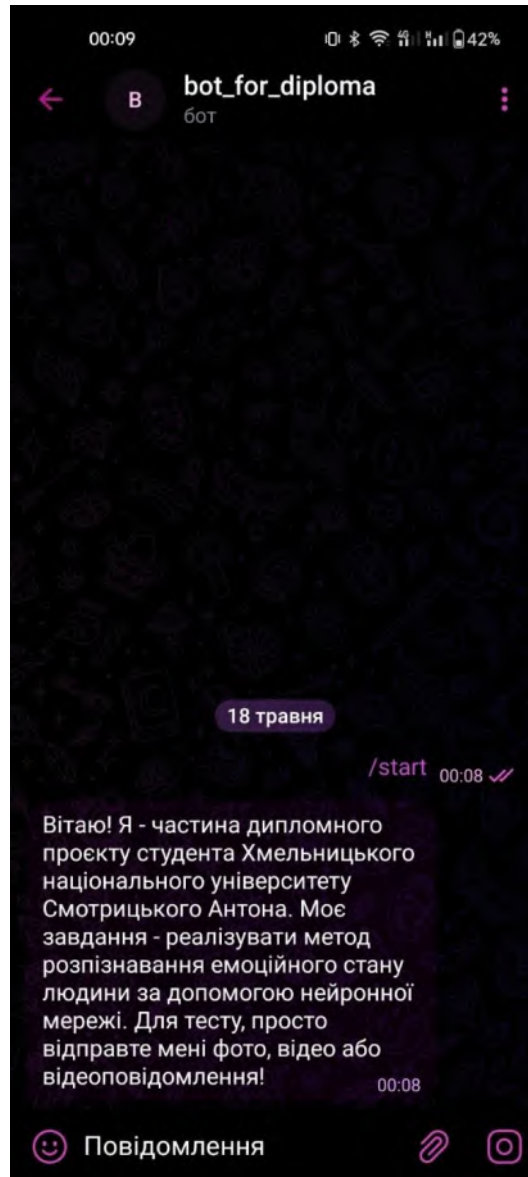 00:09
4G H 42%
B
bot_for_diploma
бот
18 травня
/start 00:08
Вітаю! Я - частина дипломного
проєкту студента Хмельницького
національного університету
Смотрицького Антона. Моє
завдання - реалізувати метод
розпізнавання емоційного стану
людини за допомогою нейронної
мережі. Для тесту, просто
відправте мені фото, відео або
відеоповідомлення! 00:08
Повідомлення